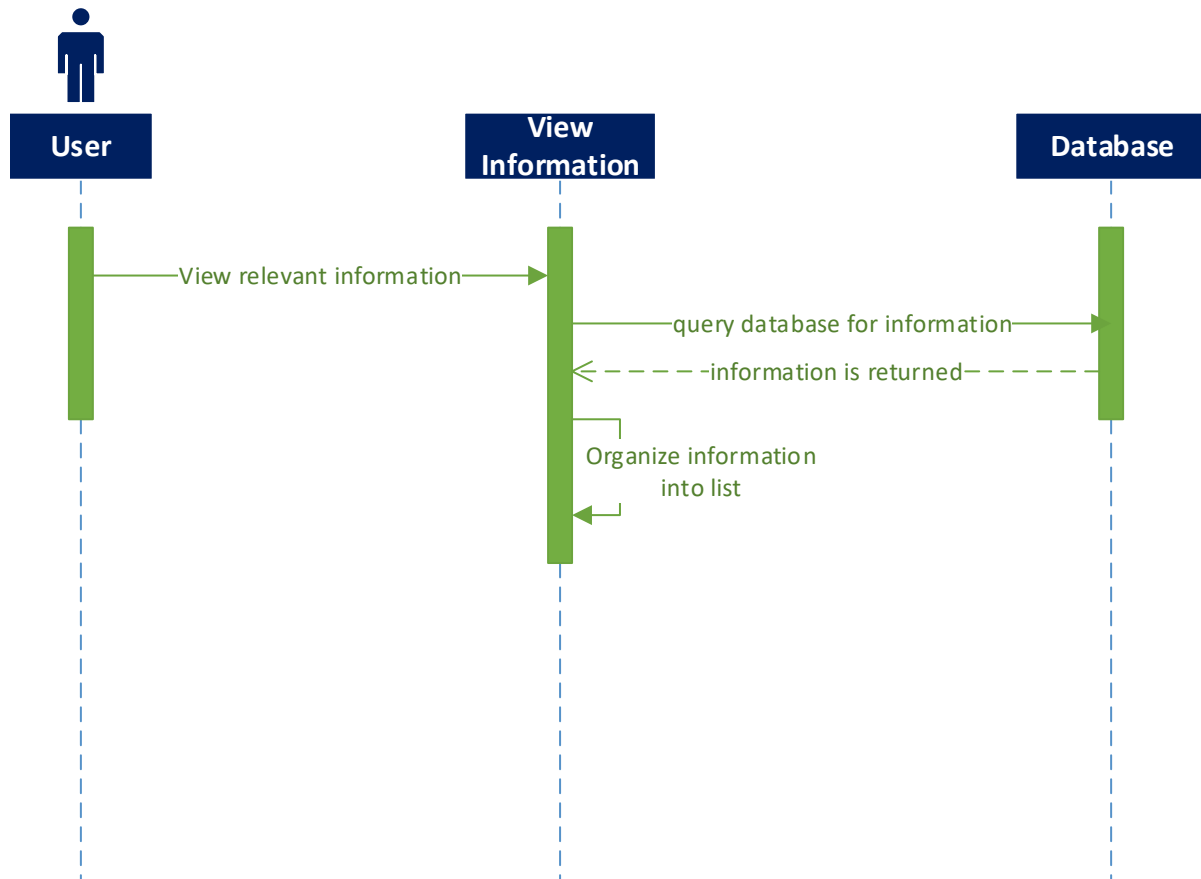 User
View
Information
Database
View relevant information
query database for information
information is returned
Organize information
into list